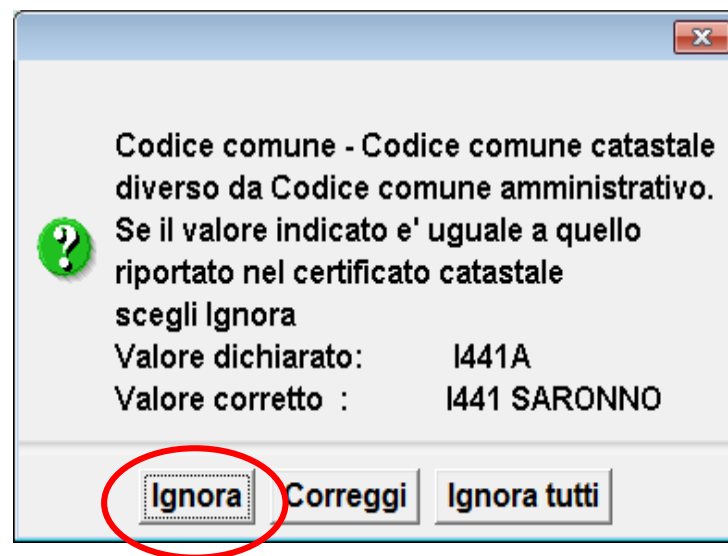 Codice comune - Codice comune catastale
diverso da Codice comune amministrativo.
Se il valore indicato e' uguale a quello
riportato nel certificato catastale
scegli Ignora
Valore dichiarato: I441A
Valore corretto : I441 SARONNO
Ignora Correggi Ignora tutti